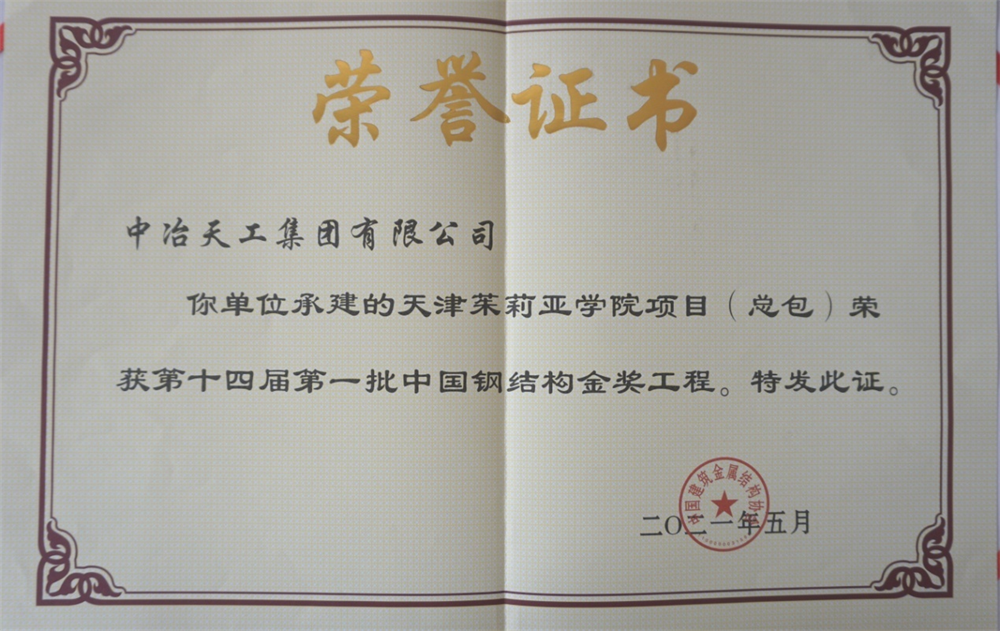 荣誉证书
中冶天工集团有限公司
你单位承建的天津茱莉亚学院项目（总包）荣
获第十四届第一批中国钢结构金奖工程。特发此证。
中国建筑金属结构协会
二〇二一年五月